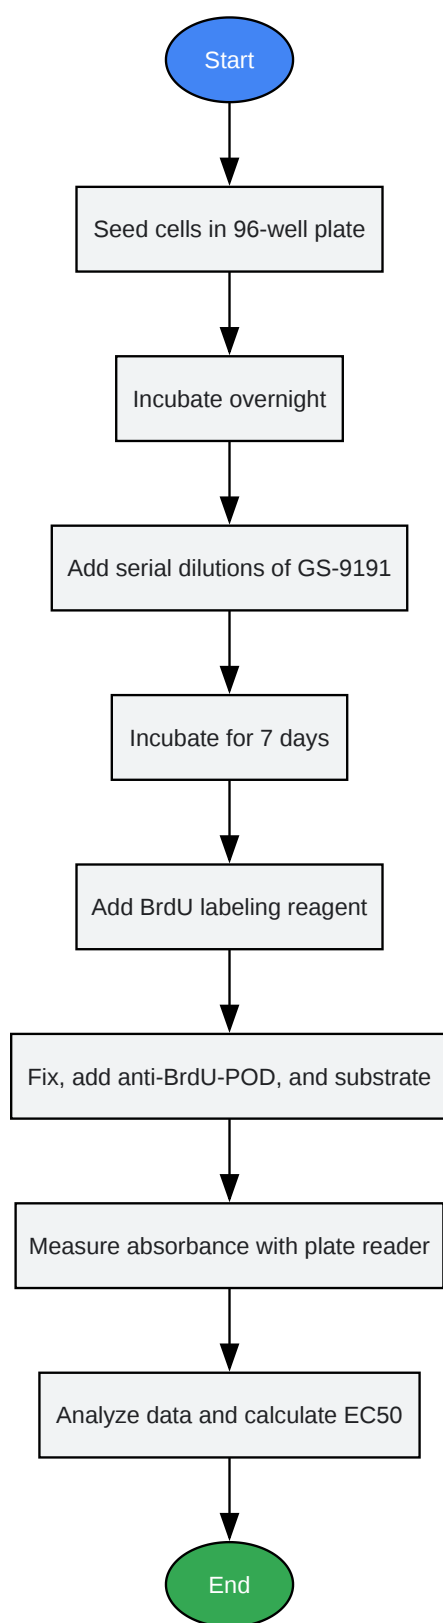 Start
Seed cells in 96-well plate
Incubate overnight
Add serial dilutions of GS-9191
Incubate for 7 days
Add BrdU labeling reagent
Fix, add anti-BrdU-POD, and substrate
Measure absorbance with plate reader
Analyze data and calculate EC50
End